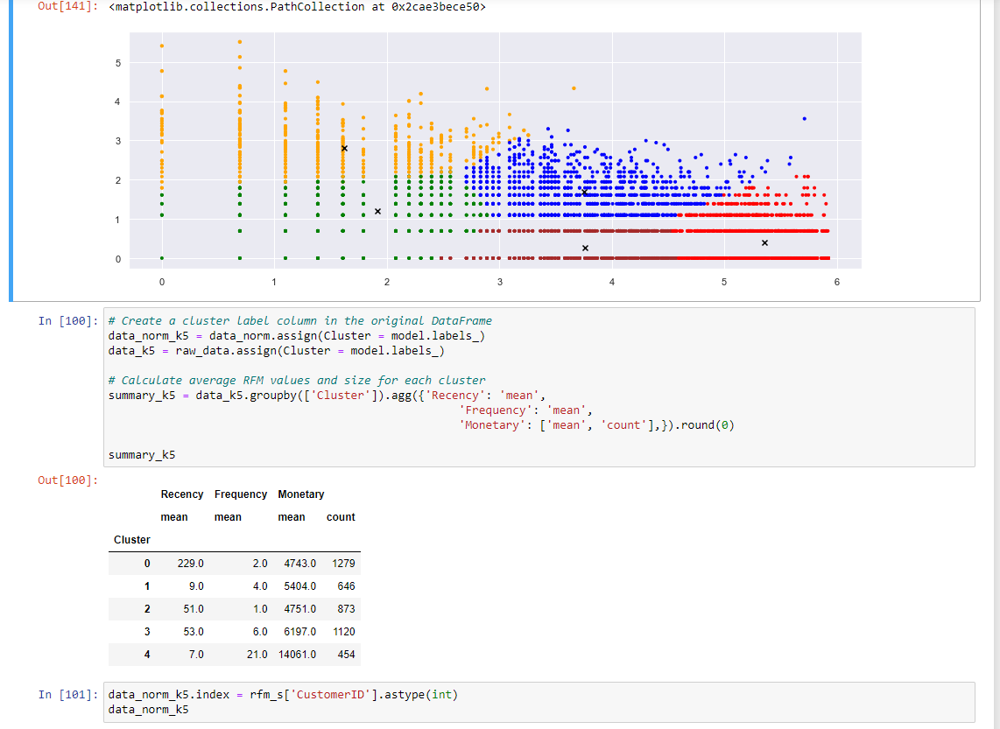 Out[141]: <matplotlib.collections.PathCollection at 0x2cae3bece50>
5
4
3
2
1
0
0 1 2 3 4 5 6
In [100]: # Create a cluster label column in the original DataFrame
data_norm_k5 = data_norm.assign(Cluster = model.labels_)
data_k5 = raw_data.assign(Cluster = model.labels_)
# Calculate average RFM values and size for each cluster
summary_k5 = data_k5.groupby(['Cluster']).agg({'Recency': 'mean',
'Frequency': 'mean',
'Monetary': ['mean', 'count'],}).round(0)
summary_k5
Out[100]:
Recency Frequency Monetary
mean mean mean count
Cluster
0 229.0 2.0 4743.0 1279
1 9.0 4.0 5404.0 646
2 51.0 1.0 4751.0 873
3 53.0 6.0 6197.0 1120
4 7.0 21.0 14061.0 454
In [101]: data_norm_k5.index = rfm_s['CustomerID'].astype(int)
data_norm_k5